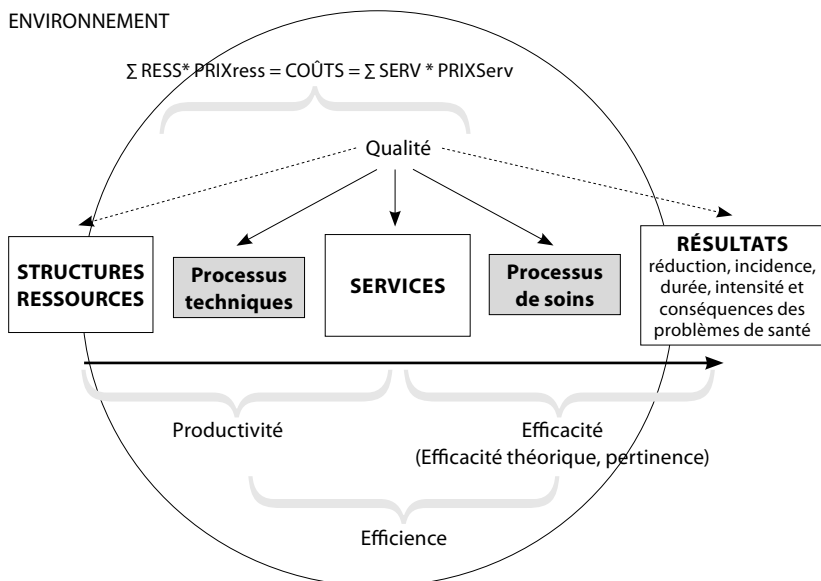 ENVIRONNEMENT
∑ RESS* PRIXress = COÛTS = ∑ SERV * PRIXServ
Qualité
STRUCTURES
RESSOURCES
Processus
techniques
SERVICES
Processus
de soins
RÉSULTATS
réduction, incidence,
durée, intensité et
conséquences des
problèmes de santé
Productivité
Efficacité
(Efficacité théorique, pertinence)
Efficience